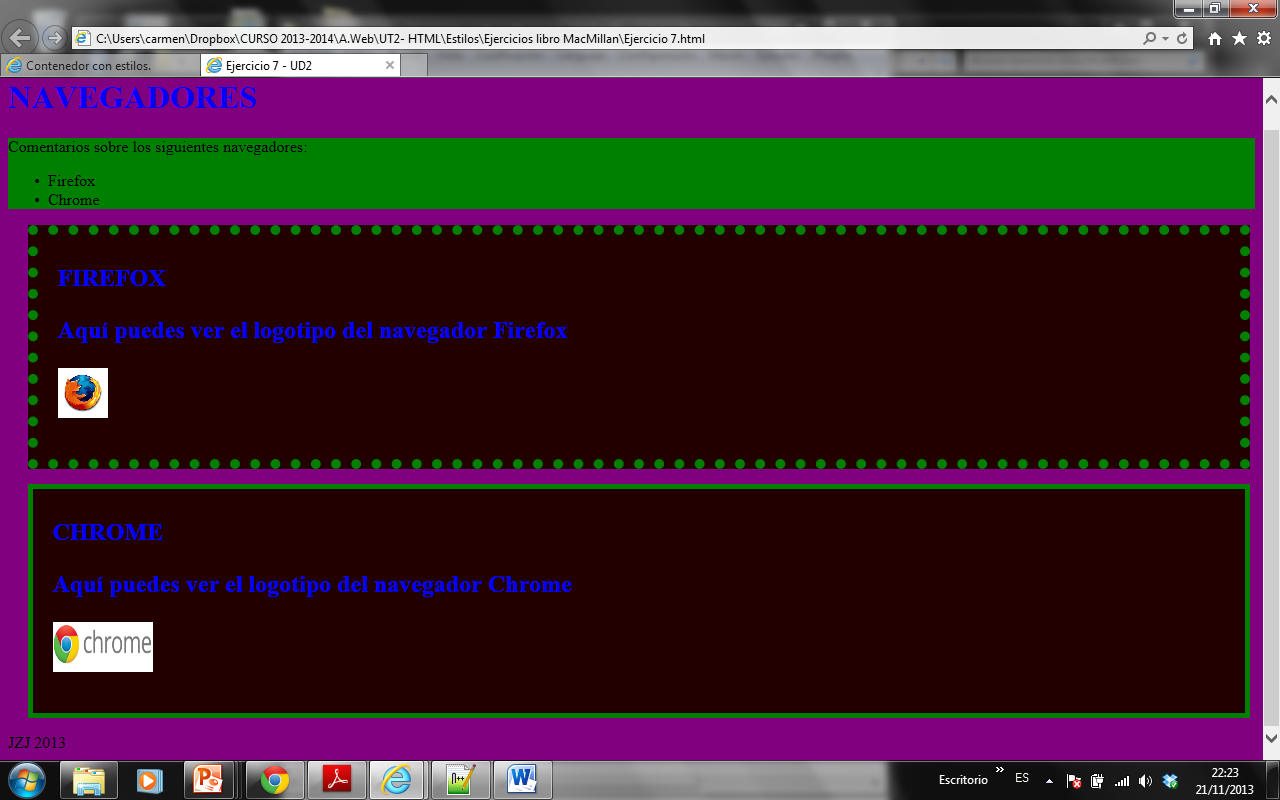 C:\Users\carmen\Dropbox\CURSO 2013-2014\A.Web\UT2- HTML\Estilos\Ejercicios libro MacMillan\Ejercicio 7.html
Contenedor con estilos.
Ejercicio 7 - UD2
NAVEGADORES
Comentarios sobre los siguientes navegadores:
• Firefox
• Chrome
FIREFOX
Aquí puedes ver el logotipo del navegador Firefox
CHROME
Aquí puedes ver el logotipo del navegador Chrome
chrome
JZJ 2013
Escritorio » ES 22:23
21/11/2013